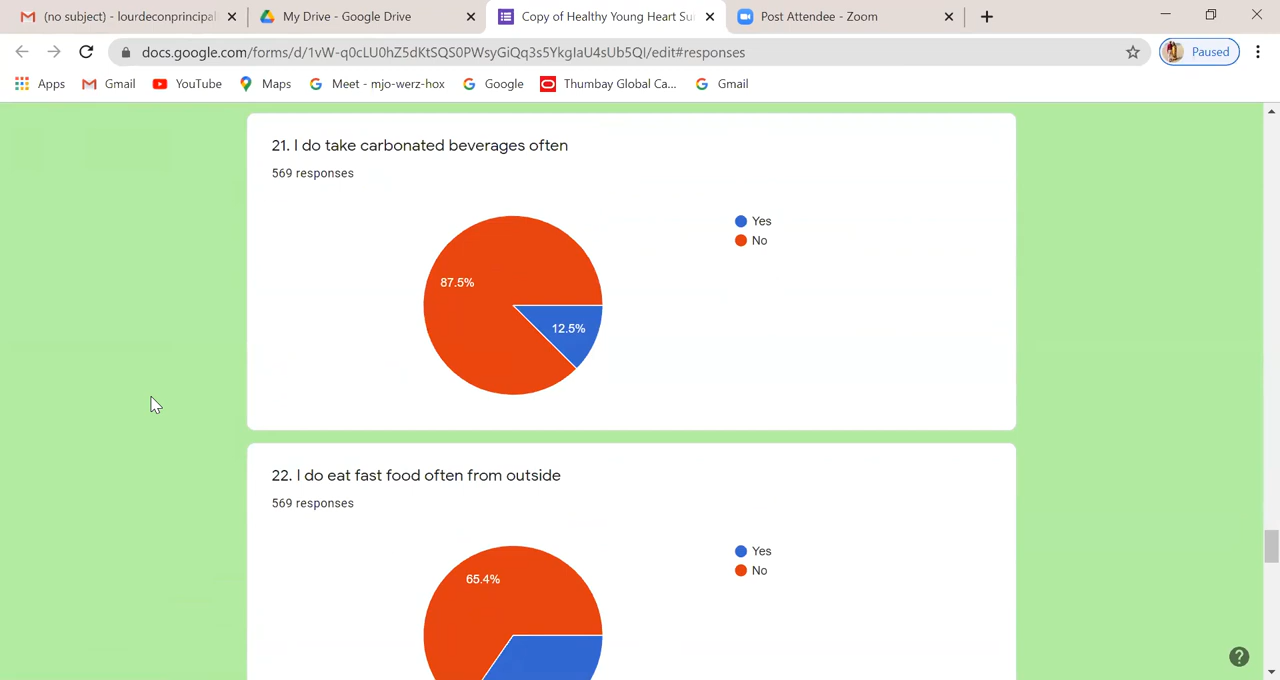 (no subject) - lourdeconprincipal
My Drive - Google Drive
Copy of Healthy Young Heart Su
Post Attendee - Zoom
docs.google.com/forms/d/1vW-q0cLU0hZ5dKtSQS0PWsyGiQq3s5YkgIaU4sUb5QI/edit#responses
Paused
Apps
Gmail
YouTube
Maps
Meet - mjo-werz-hox
Google
Thumbay Global Ca...
Gmail
21. I do take carbonated beverages often
569 responses
Yes
No
87.5%
12.5%
22. I do eat fast food often from outside
569 responses
Yes
No
65.4%